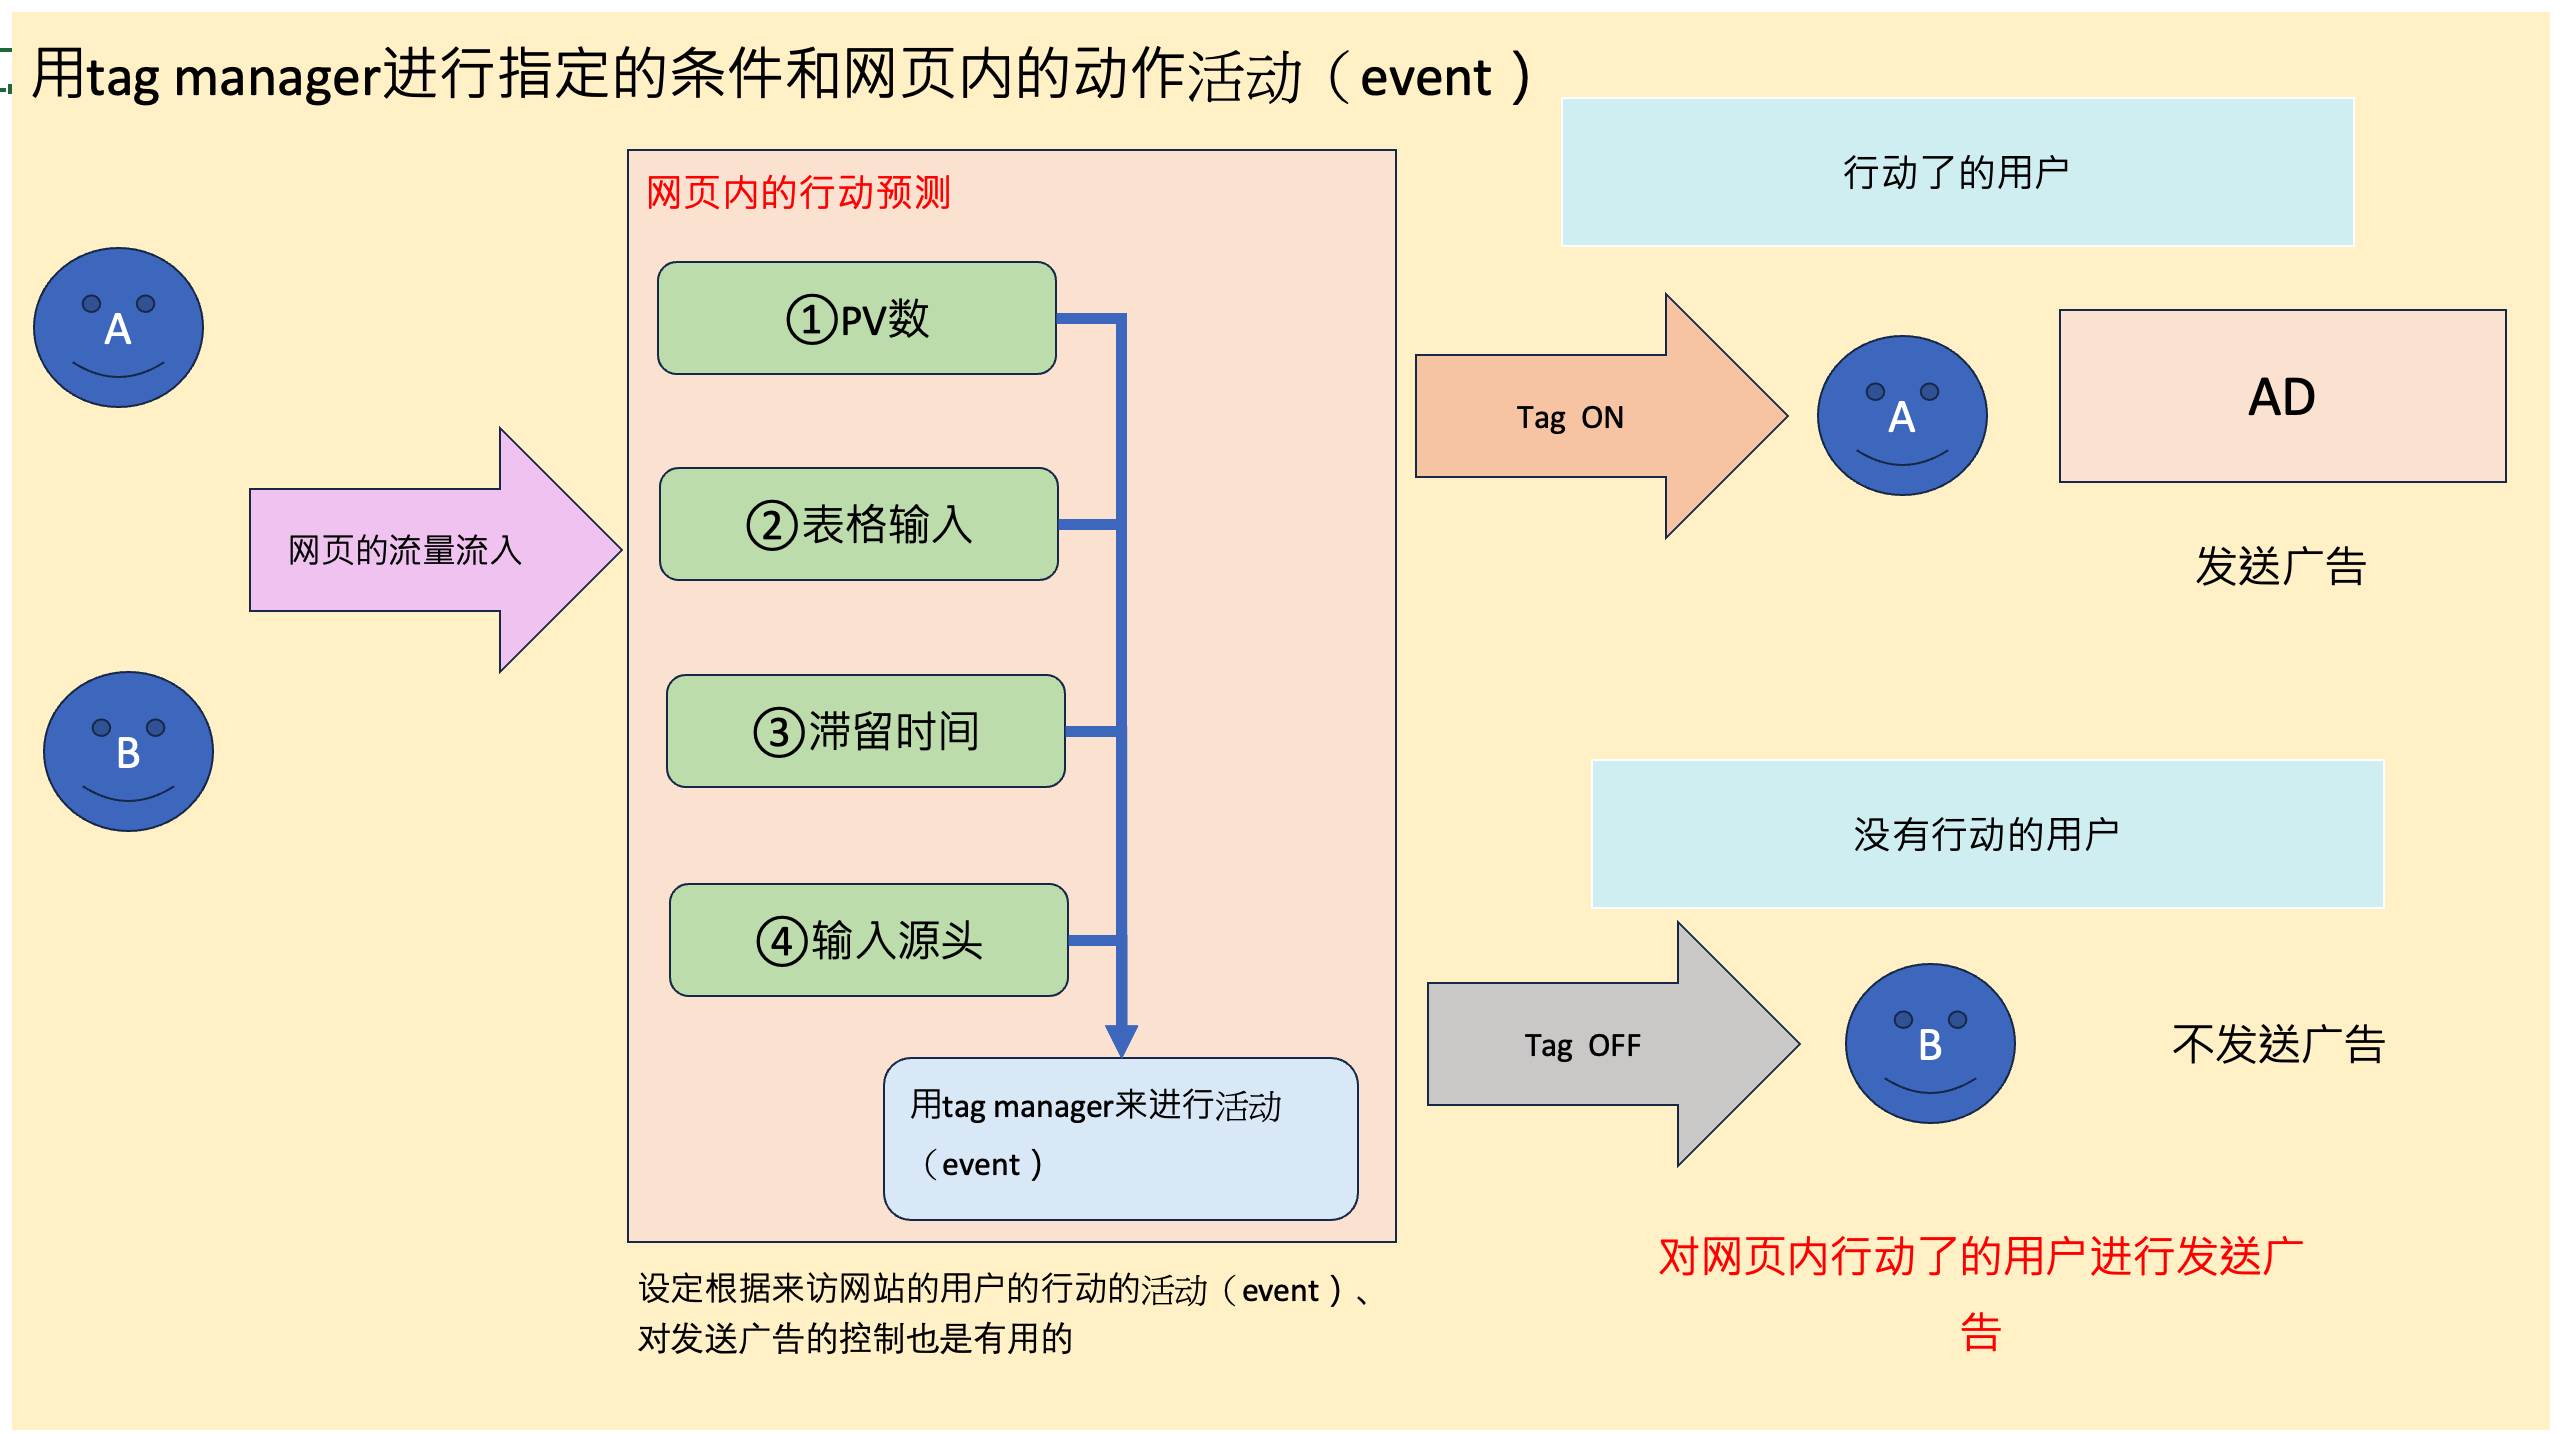 用tag manager进行指定的条件和网页内的动作活动（event )
行动了的用户
网页内的行动预测
①PV数
A
A
AD
Tag ON
②表格输入
网页的流量流入
发送广告
③滞留时间
B
没有行动的用户
④输入源头
Tag OFF
B
不发送广告
用tag manager来进行活动
（event )
对网页内行动了的用户进行发送广
告
设定根据来访网站的用户的行动的活动（event )、
对发送广告的控制也是有用的